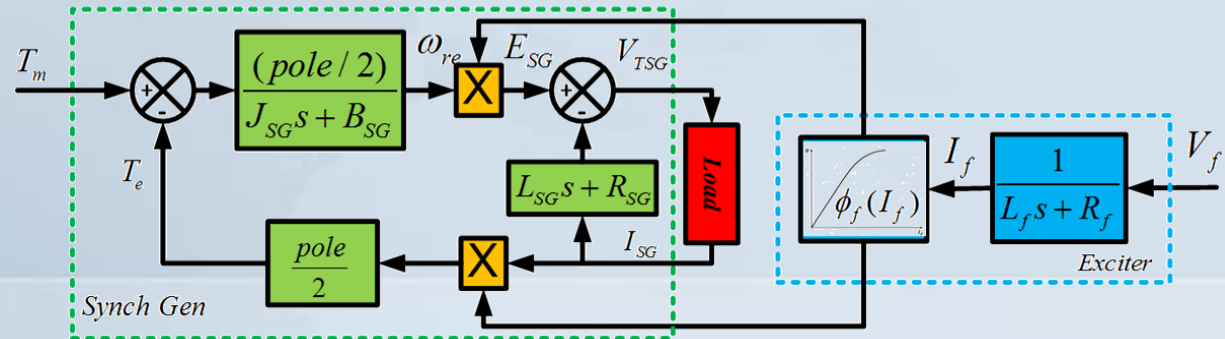 T_m
+
-
(pole / 2)
J_SG s + B_SG
ω_re
X
E_SG
+
-
V_TSG
Load
L_SG s + R_SG
I_SG
X
pole
2
T_e
Synch Gen
ϕ_f (I_f)
I_f
1
L_f s + R_f
V_f
Exciter